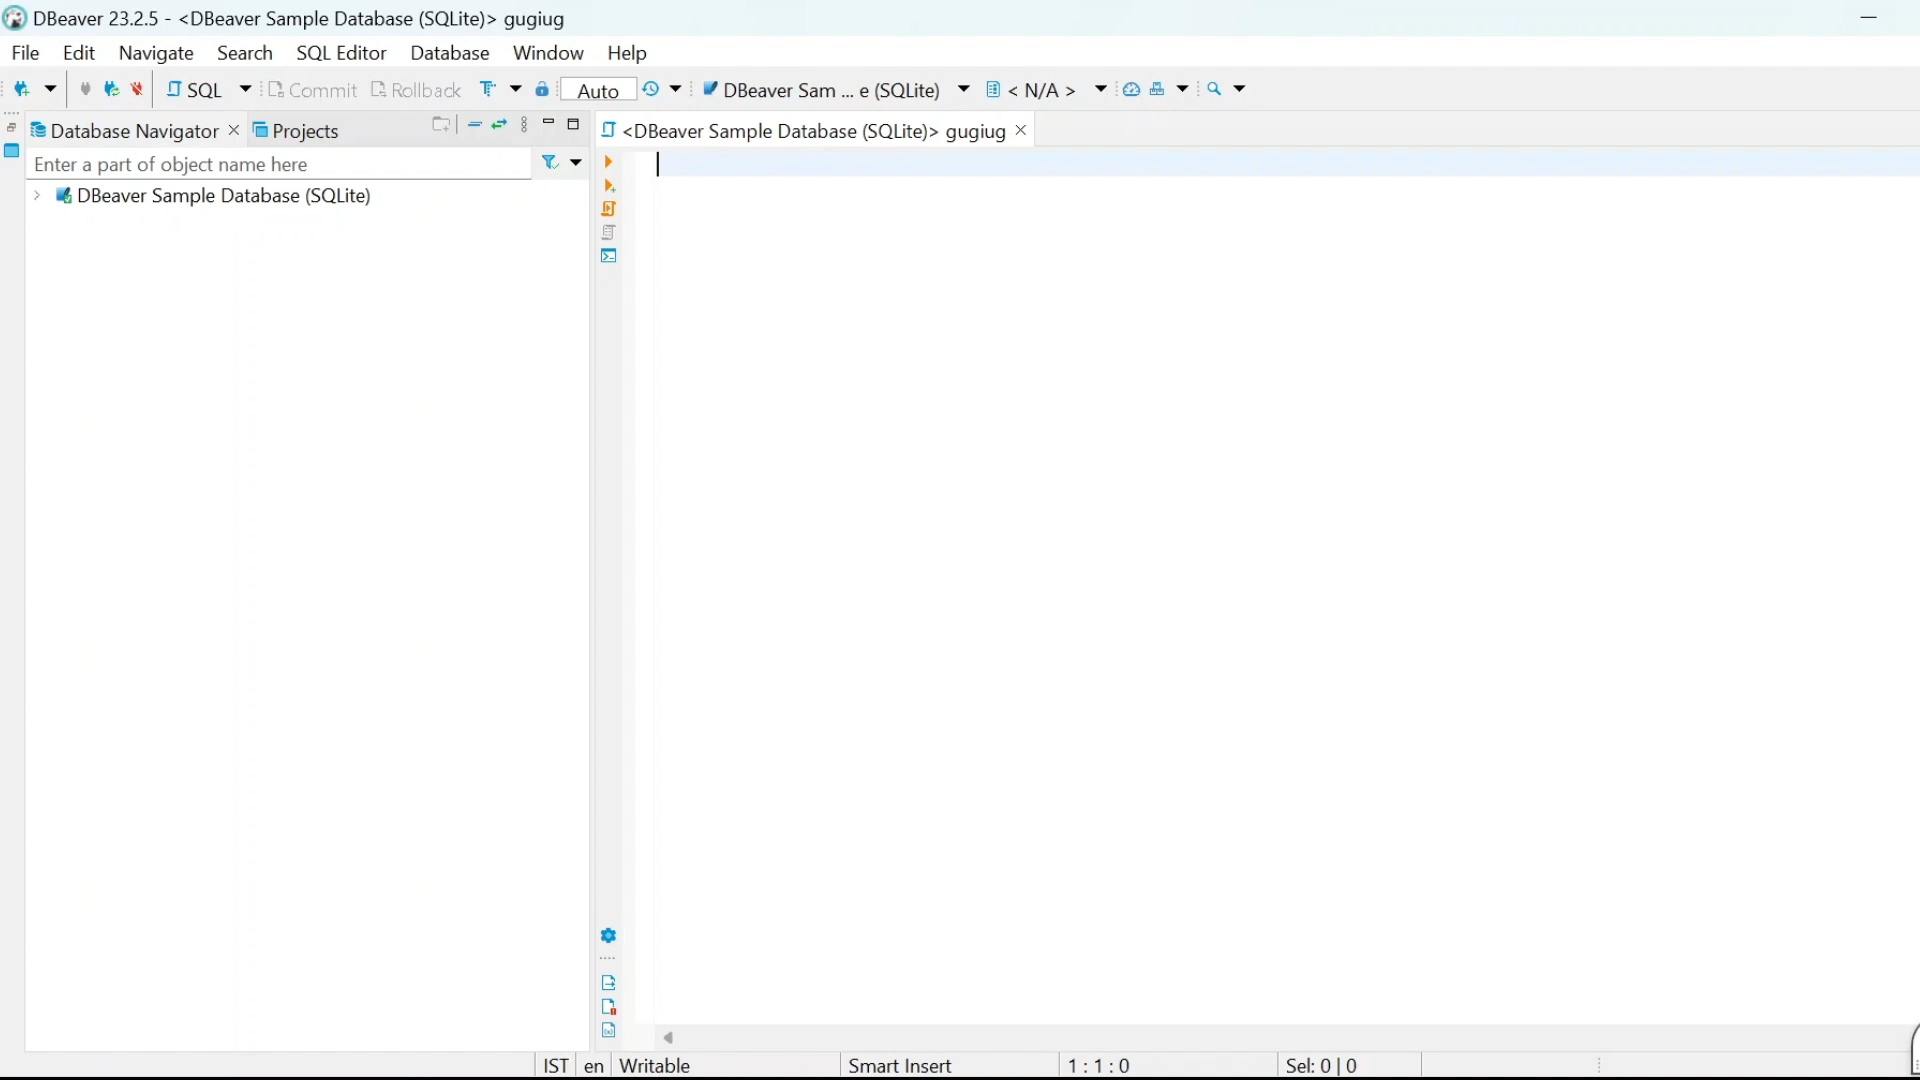 DBeaver 23.2.5 - <DBeaver Sample Database (SQLite)> gugiug
File Edit Navigate Search SQL Editor Database Window Help
SQL Commit Rollback Auto DBeaver Sam ... e (SQLite) < N/A >
Database Navigator Projects <DBeaver Sample Database (SQLite)> gugiug
Enter a part of object name here
DBeaver Sample Database (SQLite)
IST en Writable Smart Insert 1 : 1 : 0 Sel: 0 | 0